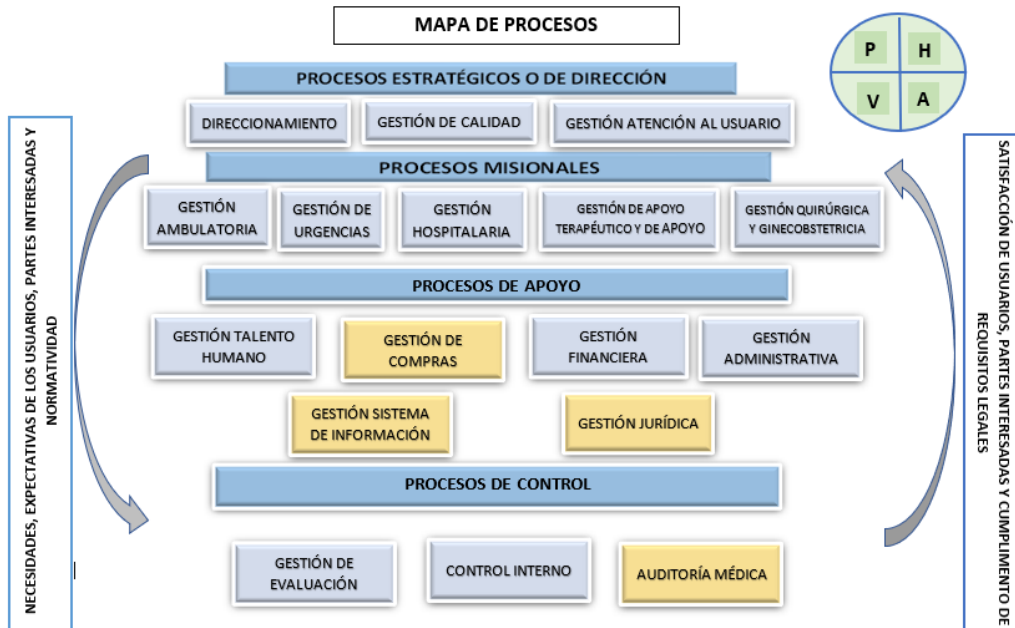 MAPA DE PROCESOS
P H
V A
PROCESOS ESTRATÉGICOS O DE DIRECCIÓN
DIRECCIONAMIENTO
GESTIÓN DE CALIDAD
GESTIÓN ATENCIÓN AL USUARIO
PROCESOS MISIONALES
GESTIÓN
AMBULATORIA
GESTIÓN DE
URGENCIAS
GESTIÓN
HOSPITALARIA
GESTIÓN DE APOYO
TERAPÉUTICO Y DE APOYO
GESTIÓN QUIRÚRGICA
Y GINECOBSTETRICIA
PROCESOS DE APOYO
GESTIÓN TALENTO
HUMANO
GESTIÓN DE
COMPRAS
GESTIÓN
FINANCIERA
GESTIÓN
ADMINISTRATIVA
GESTIÓN SISTEMA
DE INFORMACIÓN
GESTIÓN JURÍDICA
PROCESOS DE CONTROL
GESTIÓN DE
EVALUACIÓN
CONTROL INTERNO
AUDITORÍA MÉDICA
NECESIDADES, EXPECTATIVAS DE LOS USUARIOS, PARTES INTERESADAS Y
NORMATIVIDAD
SATISFACCIÓN DE USUARIOS, PARTES INTERESADAS Y CUMPLIMIENTO DE
REQUISITOS LEGALES